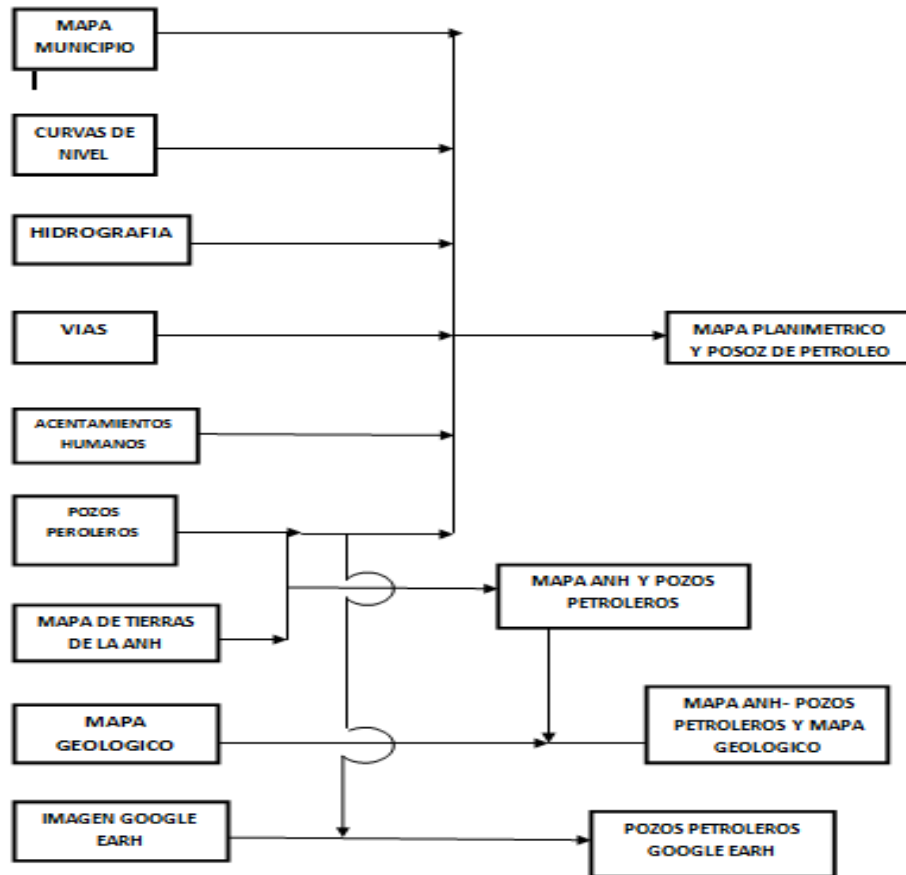 MAPA
MUNICIPIO
CURVAS DE
NIVEL
HIDROGRAFIA
VIAS
MAPA PLANIMETRICO
Y POSOZ DE PETROLEO
ACENTAMIENTOS
HUMANOS
POZOS
PEROLEROS
MAPA ANH Y POZOS
PETROLEROS
MAPA DE TIERRAS
DE LA ANH
MAPA
GEOLOGICO
MAPA ANH- POZOS
PETROLEROS Y MAPA
GEOLOGICO
IMAGEN GOOGLE
EARH
POZOS PETROLEROS
GOOGLE EARH